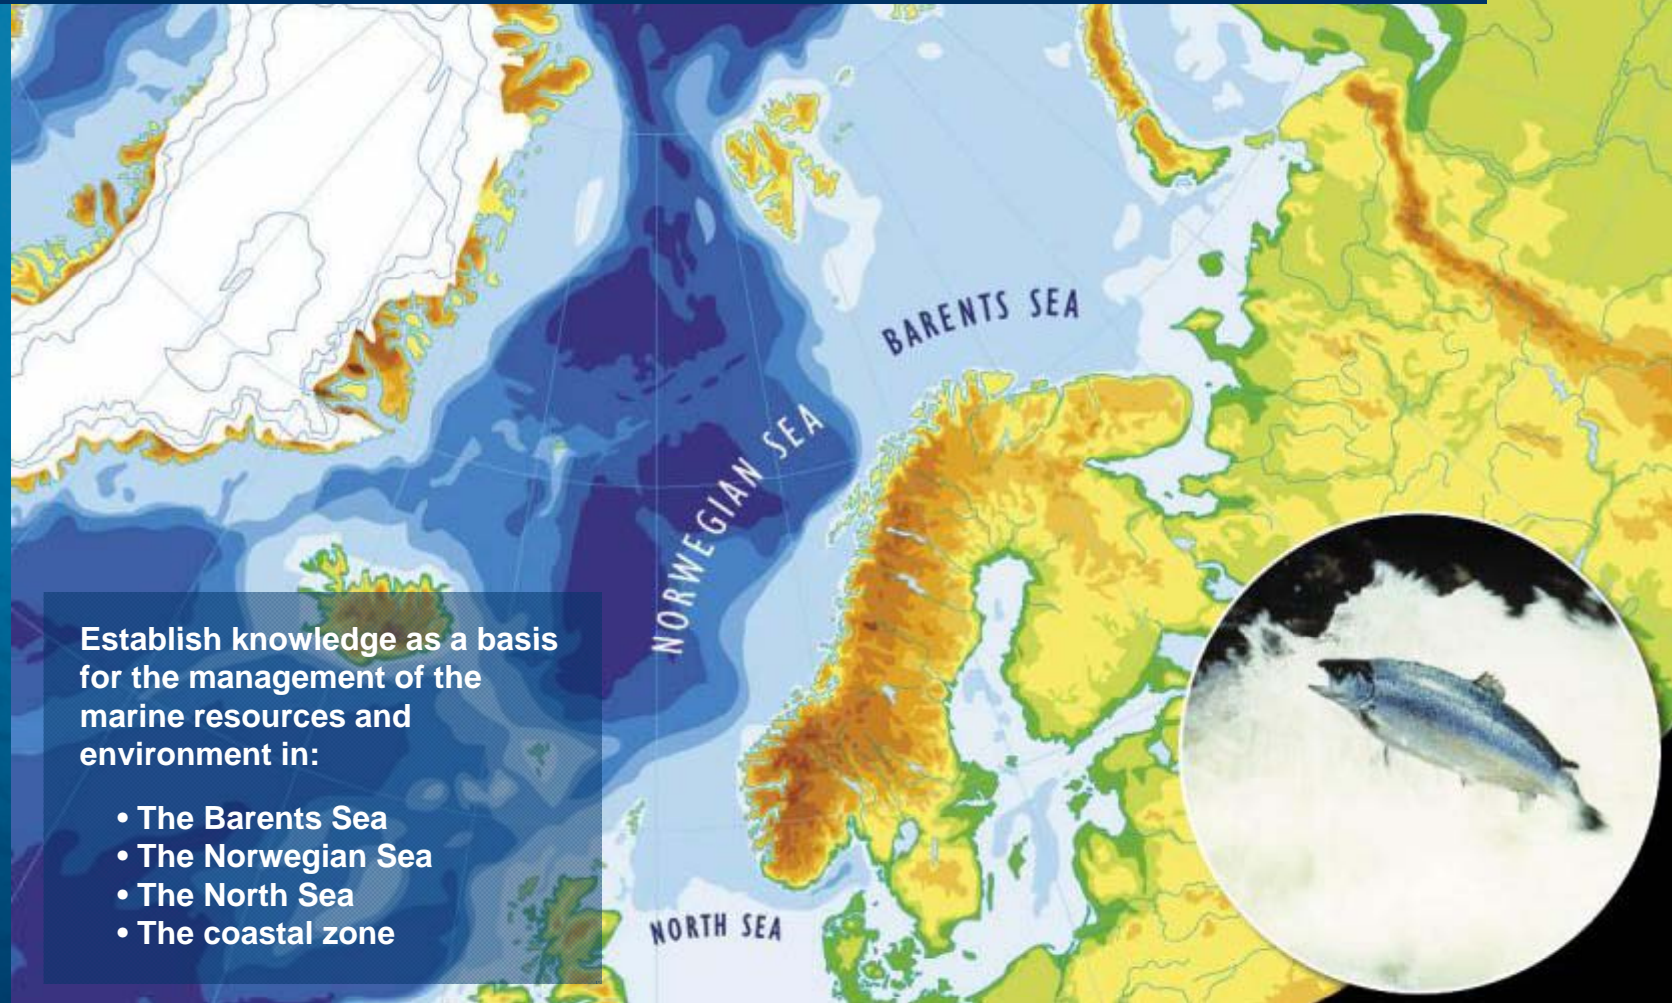 BARENTS SEA
NORWEGIAN SEA
Establish knowledge as a basis
for the management of the
marine resources and
environment in:
• The Barents Sea
• The Norwegian Sea
• The North Sea
• The coastal zone
NORTH SEA